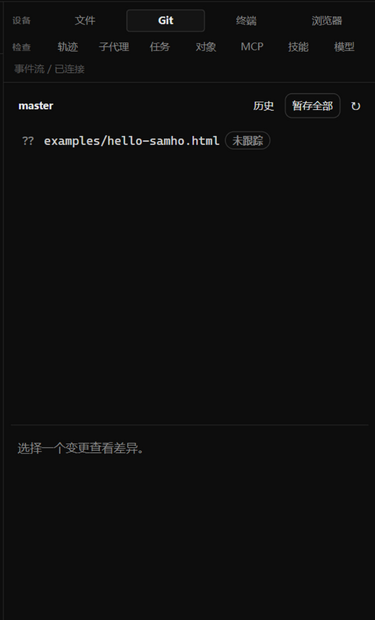 设备 文件 Git 终端 浏览器
检查 轨迹 子代理 任务 对象 MCP 技能 模型
事件流 / 已连接
master 历史 暂存全部 ↻
?? examples/hello-samho.html 未跟踪
选择一个变更查看差异。